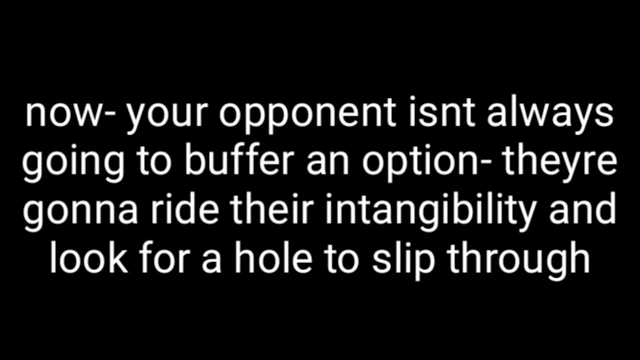 now- your opponent isnt always
going to buffer an option- theyre
gonna ride their intangibility and
look for a hole to slip through